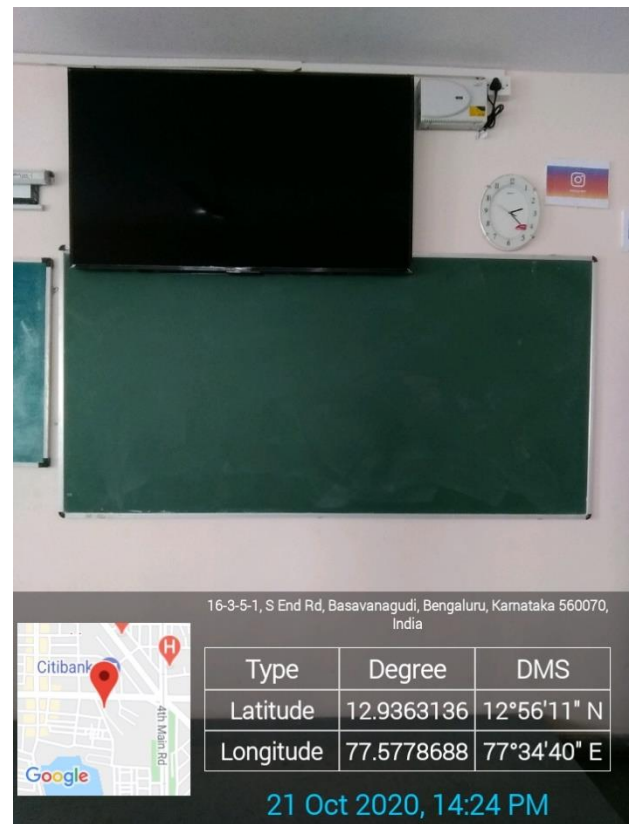 16-3-5-1, S End Rd, Basavanagudi, Bengaluru, Karnataka 560070,
India
Citibank
H
4th Main Rd
Google
Type Degree DMS
Latitude 12.9363136 12°56'11" N
Longitude 77.5778688 77°34'40" E
21 Oct 2020, 14:24 PM